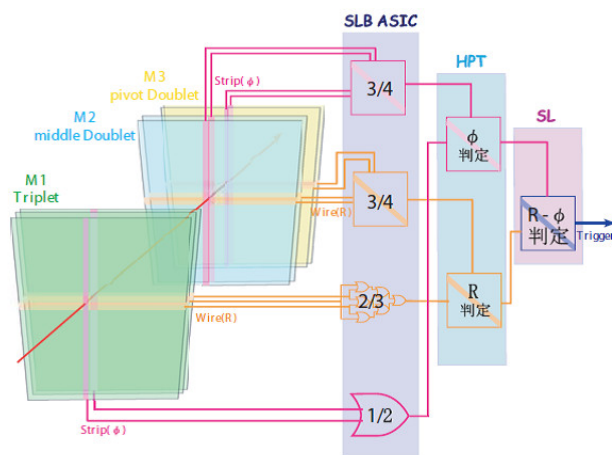 SLB ASIC
M3
pivot Doublet
Strip(φ)
3/4
HPT
M2
middle Doublet
φ
判定
SL
M1
Triplet
3/4
Wire(R)
R-φ
判定
Trigger
2/3
R
判定
Wire(R)
1/2
Strip(φ)